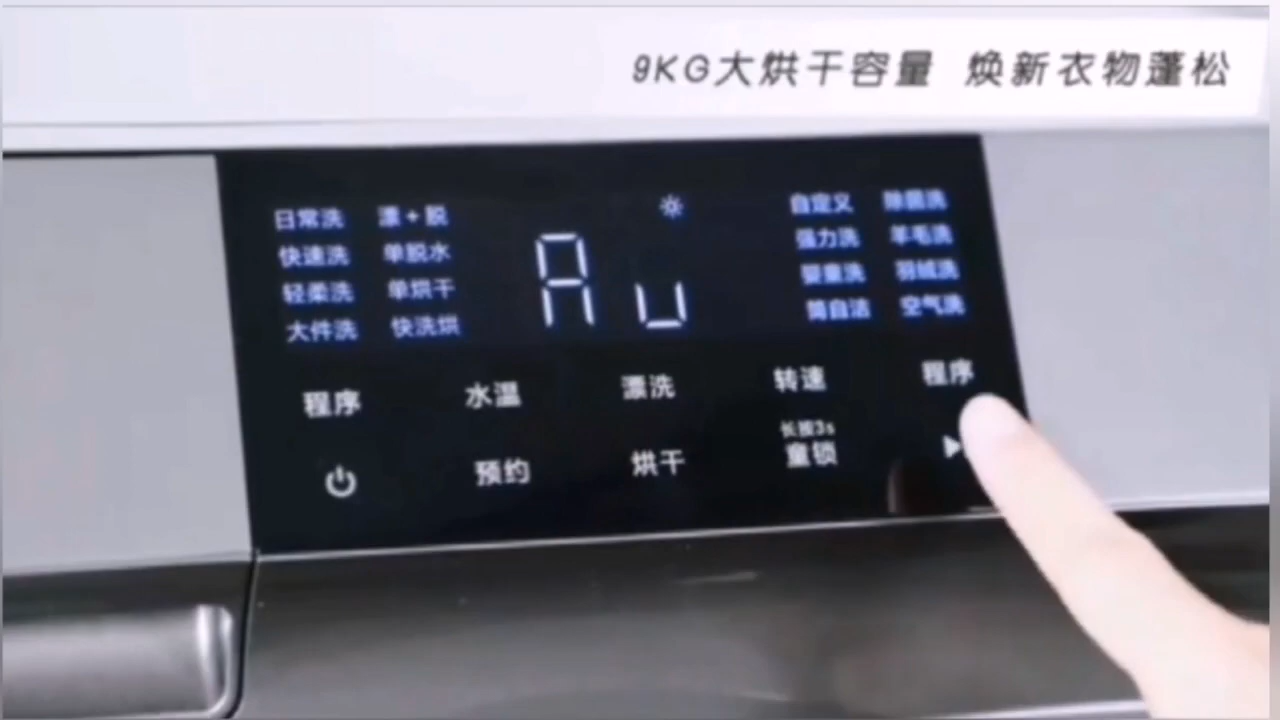 9KG大烘干容量 焕新衣物蓬松
日常洗 漂+脱
快速洗 单脱水
轻柔洗 单烘干
大件洗 快洗烘
Au
自定义 除菌洗
强力洗 羊毛洗
婴童洗 羽绒洗
筒自洁 空气洗
程序 水温 漂洗 转速 程序
长按3s
预约 烘干 童锁